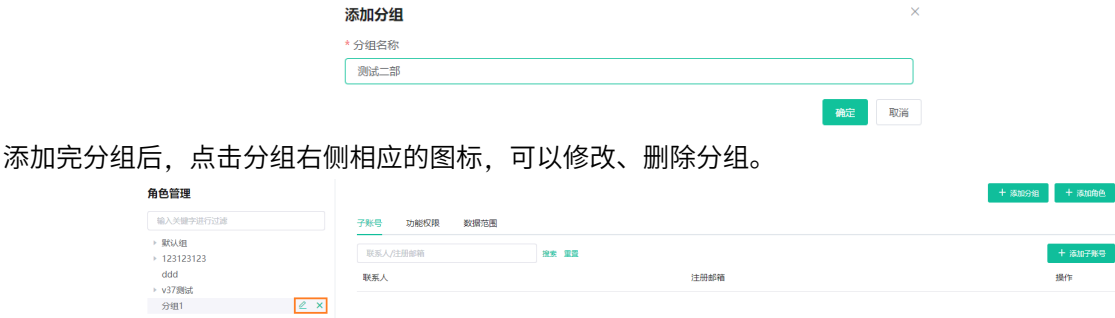 添加分组
* 分组名称
测试二部
确定 取消
添加完分组后，点击分组右侧相应的图标，可以修改、删除分组。
角色管理
+ 添加分组 + 添加角色
输入关键字进行过滤
子账号 功能权限 数据范围
默认组
联系人/注册邮箱 搜索 重置 + 添加子账号
123123123
ddd
联系人 注册邮箱 操作
v37测试
分组1